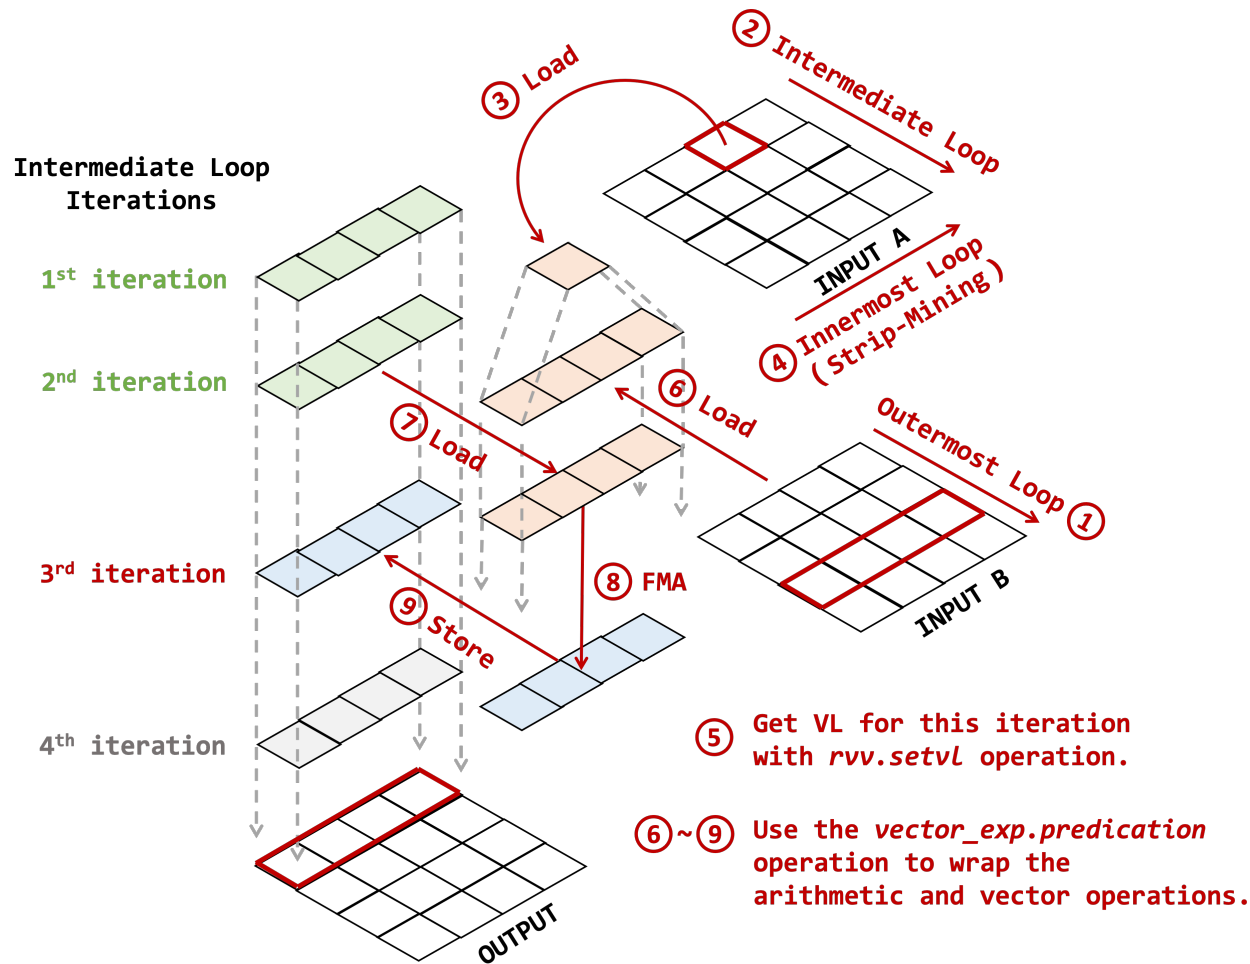 ② Intermediate Loop
③ Load
Intermediate Loop
Iterations
INPUT A
1st iteration
④ Innermost Loop
(Strip-Mining)
2nd iteration
⑥ Load
Outermost Loop ①
⑦ Load
3rd iteration
⑧ FMA
INPUT B
⑨ Store
4th iteration
⑤ Get VL for this iteration
with rvv.setvl operation.
⑥~⑨ Use the vector_exp.predication
operation to wrap the
arithmetic and vector operations.
OUTPUT